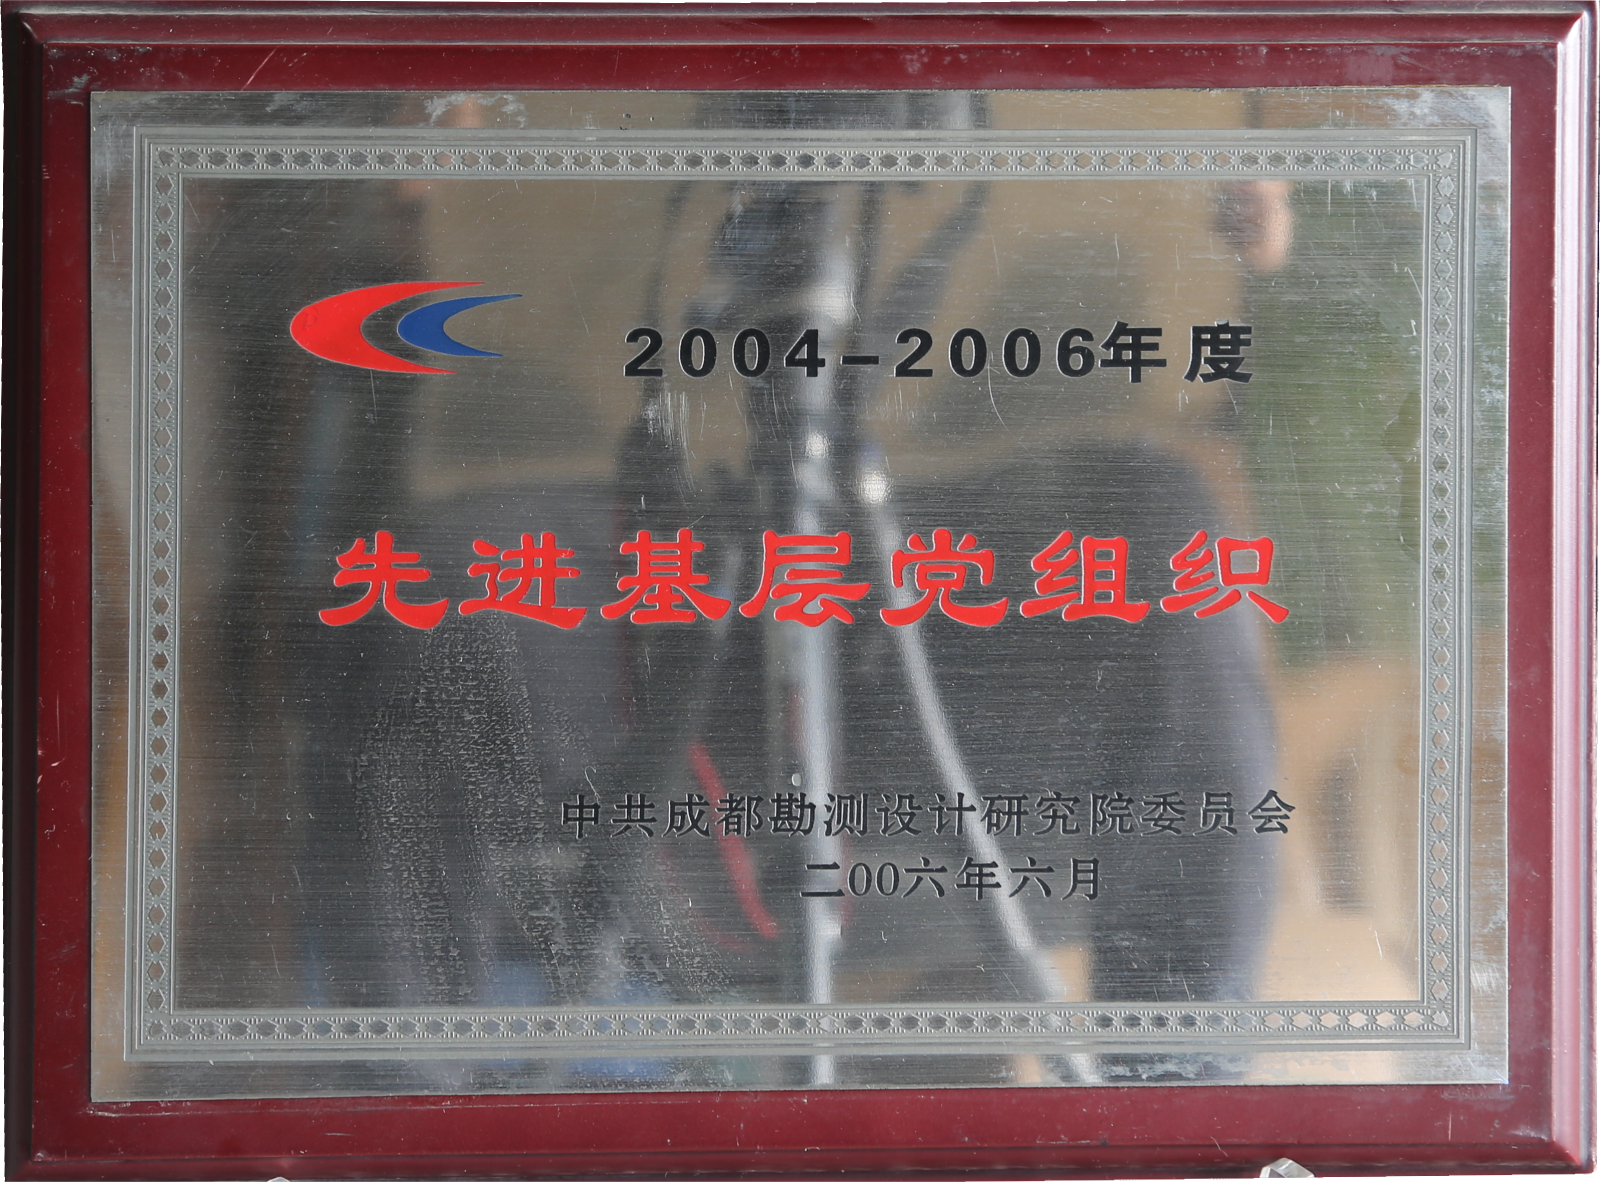 2004-2006年度
先进基层党组织
中共成都勘测设计研究院委员会
二00六年六月